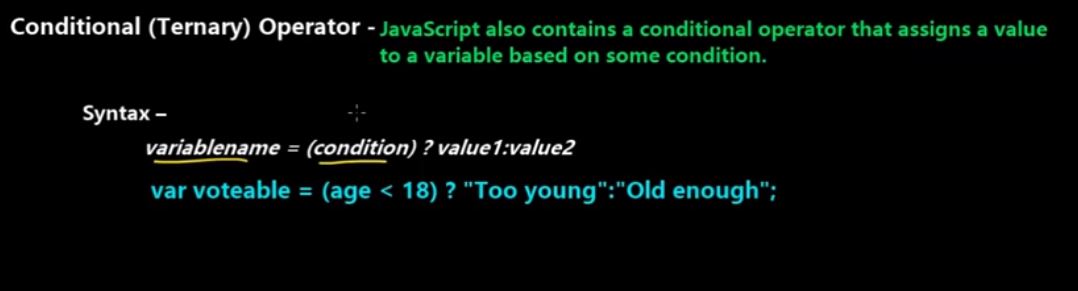 Conditional (Ternary) Operator - JavaScript also contains a conditional operator that assigns a value
to a variable based on some condition.
Syntax –
variablename = (condition) ? value1:value2
var voteable = (age < 18) ? "Too young":"Old enough";